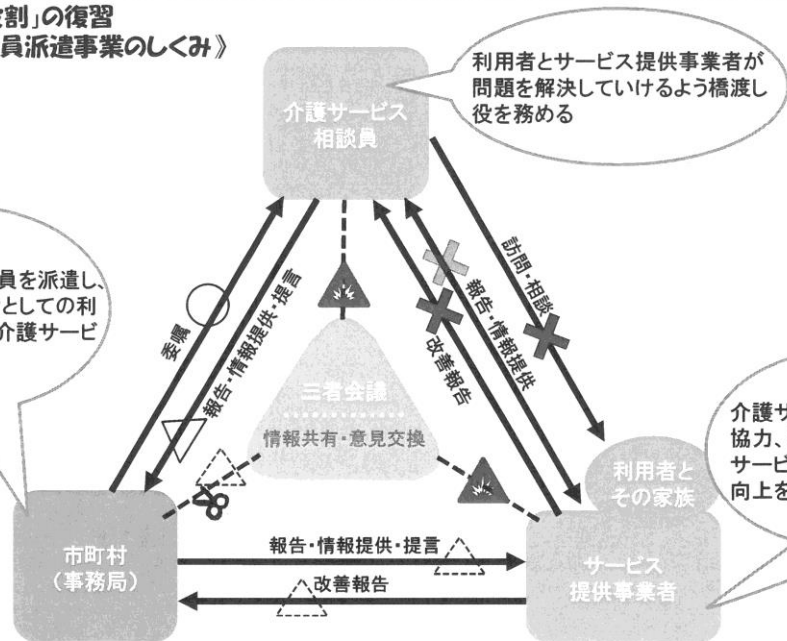 割」の復習
員派遣事業のしくみ》
介護サービス
相談員
利用者とサービス提供事業者が
問題を解決していけるよう橋渡し
役を務める
員を派遣し、
としての利
介護サービ
委嘱
報告・情報提供・提言
訪問・相談
報告・情報提供
改善報告
三者会議
情報共有・意見交換
利用者と
その家族
介護サ
協力、
サービ
向上を
市町村
(事務局)
報告・情報提供・提言
改善報告
サービス
提供事業者